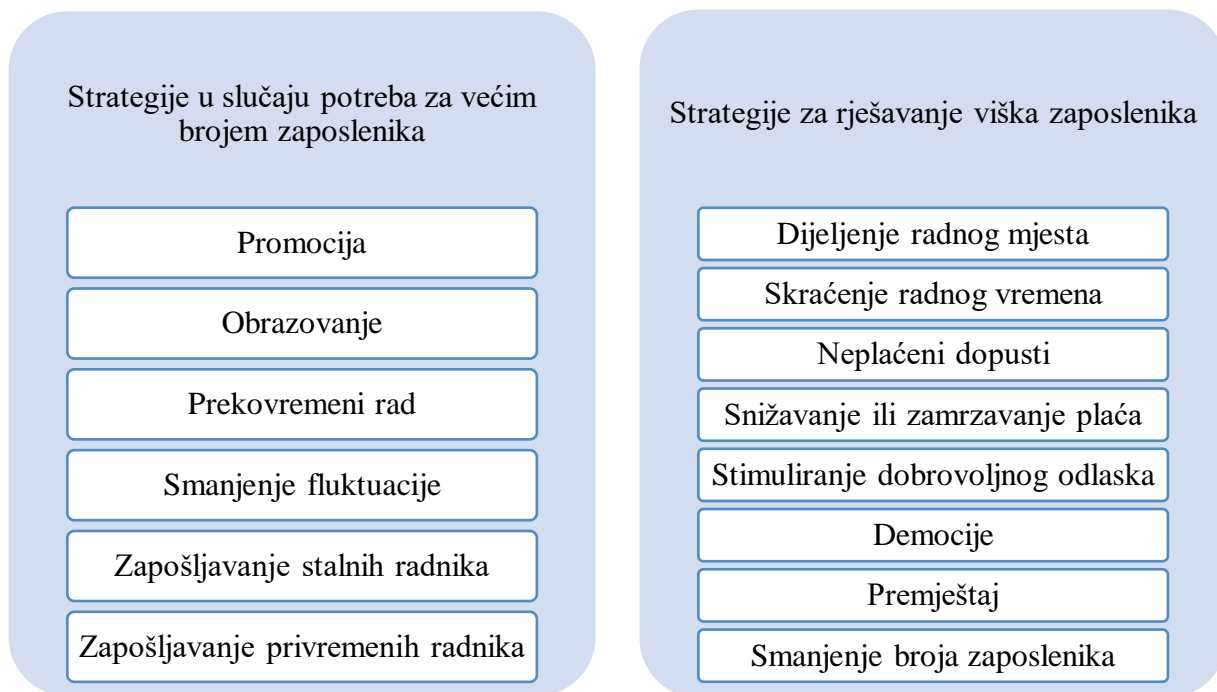 Strategije u slučaju potreba za većim
brojem zaposlenika
Promocija
Obrazovanje
Prekovremeni rad
Smanjenje fluktuacije
Zapošljavanje stalnih radnika
Zapošljavanje privremenih radnika
Strategije za rješavanje viška zaposlenika
Dijeljenje radnog mjesta
Skraćenje radnog vremena
Neplaćeni dopusti
Snižavanje ili zamrzavanje plaća
Stimuliranje dobrovoljnog odlaska
Democije
Premještaj
Smanjenje broja zaposlenika